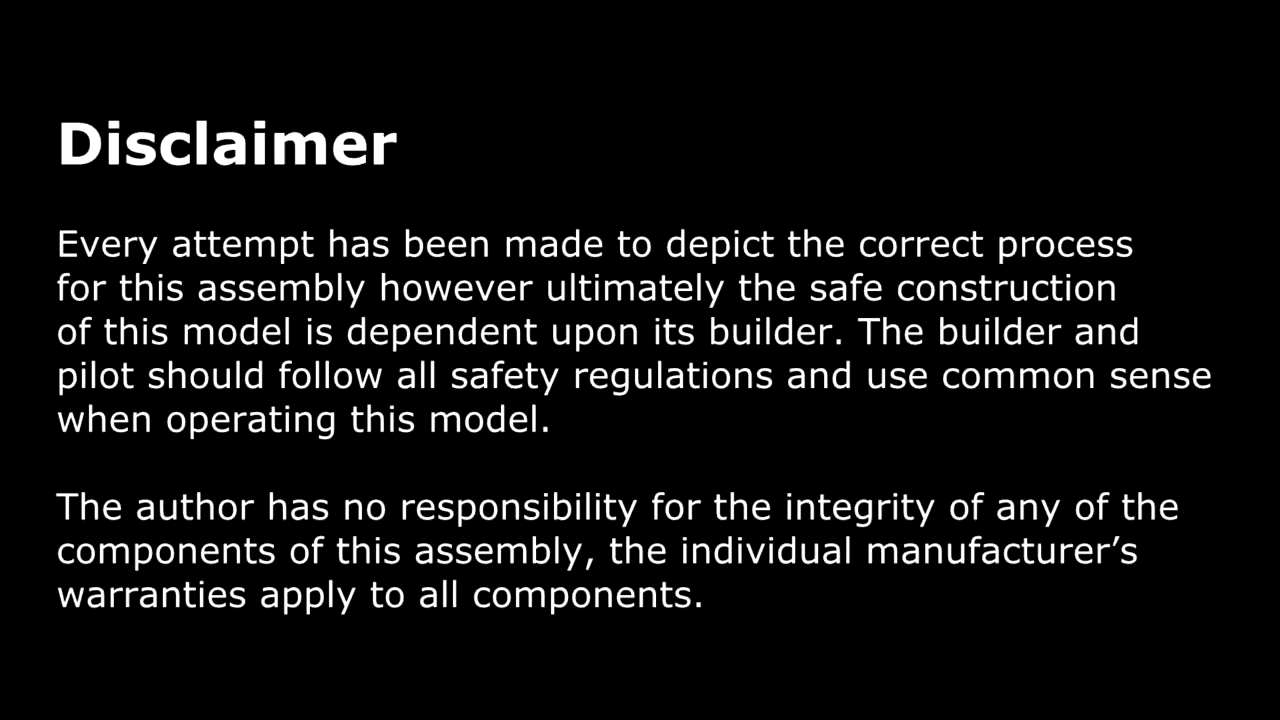 Disclaimer
Every attempt has been made to depict the correct process
for this assembly however ultimately the safe construction
of this model is dependent upon its builder. The builder and
pilot should follow all safety regulations and use common sense
when operating this model.
The author has no responsibility for the integrity of any of the
components of this assembly, the individual manufacturer’s
warranties apply to all components.